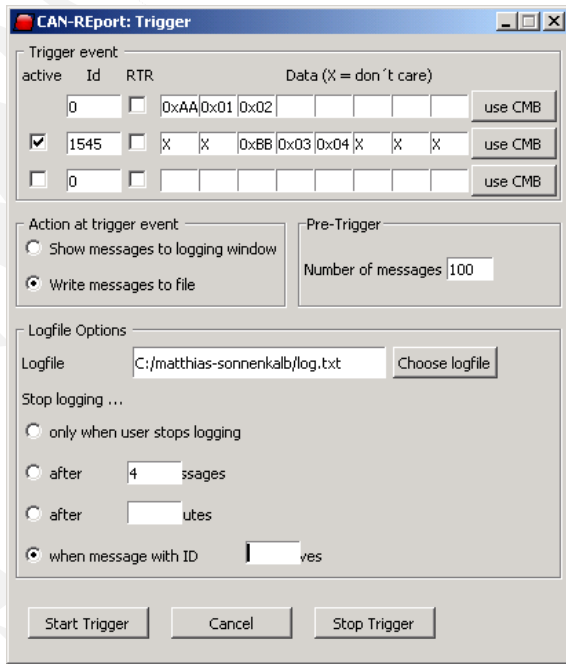 CAN-REport: Trigger
Trigger event
active Id RTR Data (X = don´t care)
0 0xAA 0x01 0x02 use CMB
1545 X X 0xBB 0x03 0x04 X X X use CMB
0 use CMB
Action at trigger event
Show messages to logging window
Write messages to file
Pre-Trigger
Number of messages 100
Logfile Options
Logfile C:/matthias-sonnenkalb/log.txt Choose logfile
Stop logging ...
only when user stops logging
after 4 ssages
after utes
when message with ID ves
Start Trigger Cancel Stop Trigger